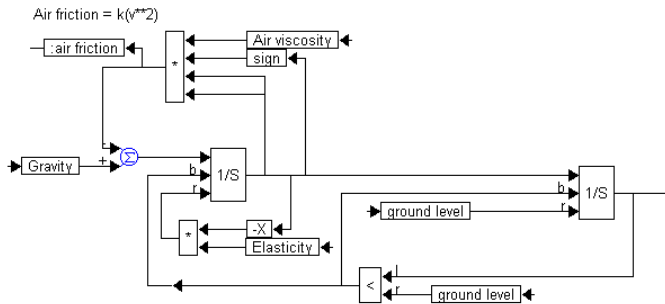 Air friction = k(v**2)
:air friction
Air viscosity
sign
*
-
+
Σ
Gravity
b
r
1/S
b
r
1/S
ground level
*
-X
Elasticity
<
l
r
ground level